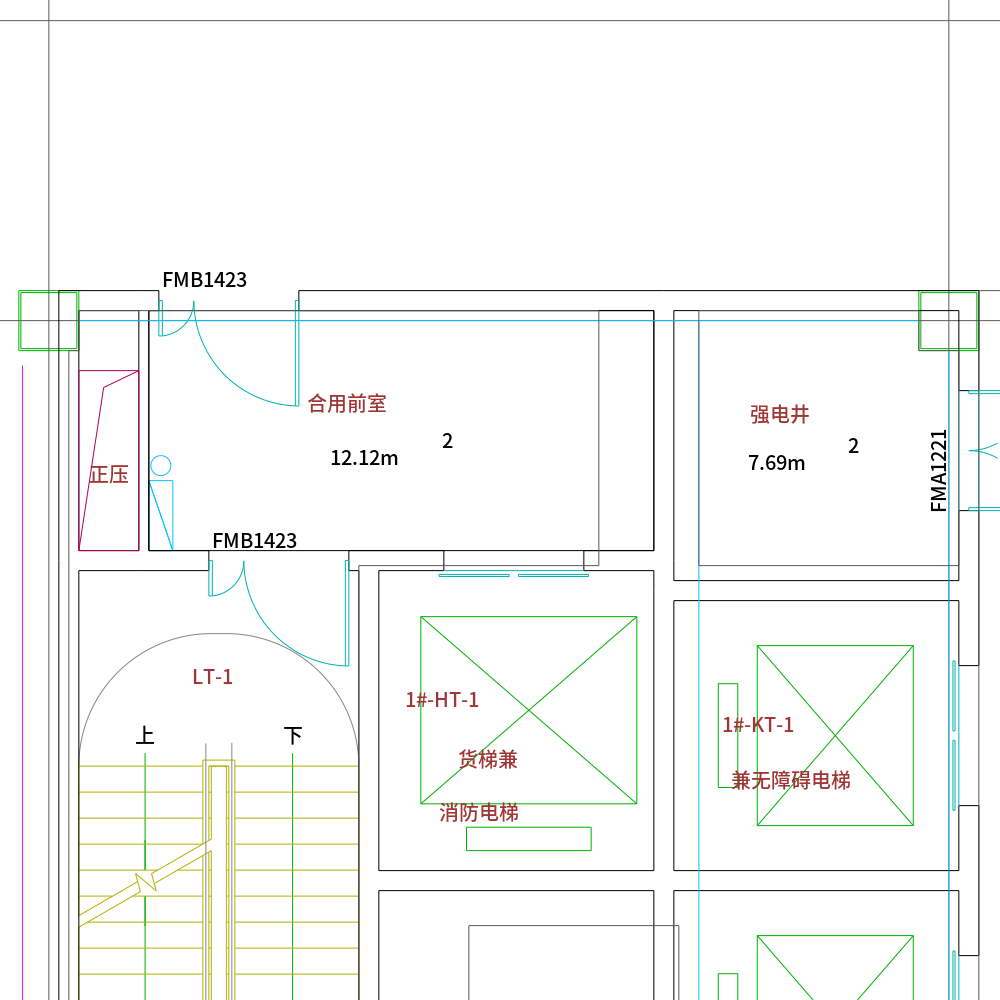 FMB1423
合用前室
强电井
2
12.12m
2
7.69m
FMA1221
正压
FMB1423
LT-1
1#-HT-1
1#-KT-1
上
下
货梯兼
兼无障碍电梯
消防电梯